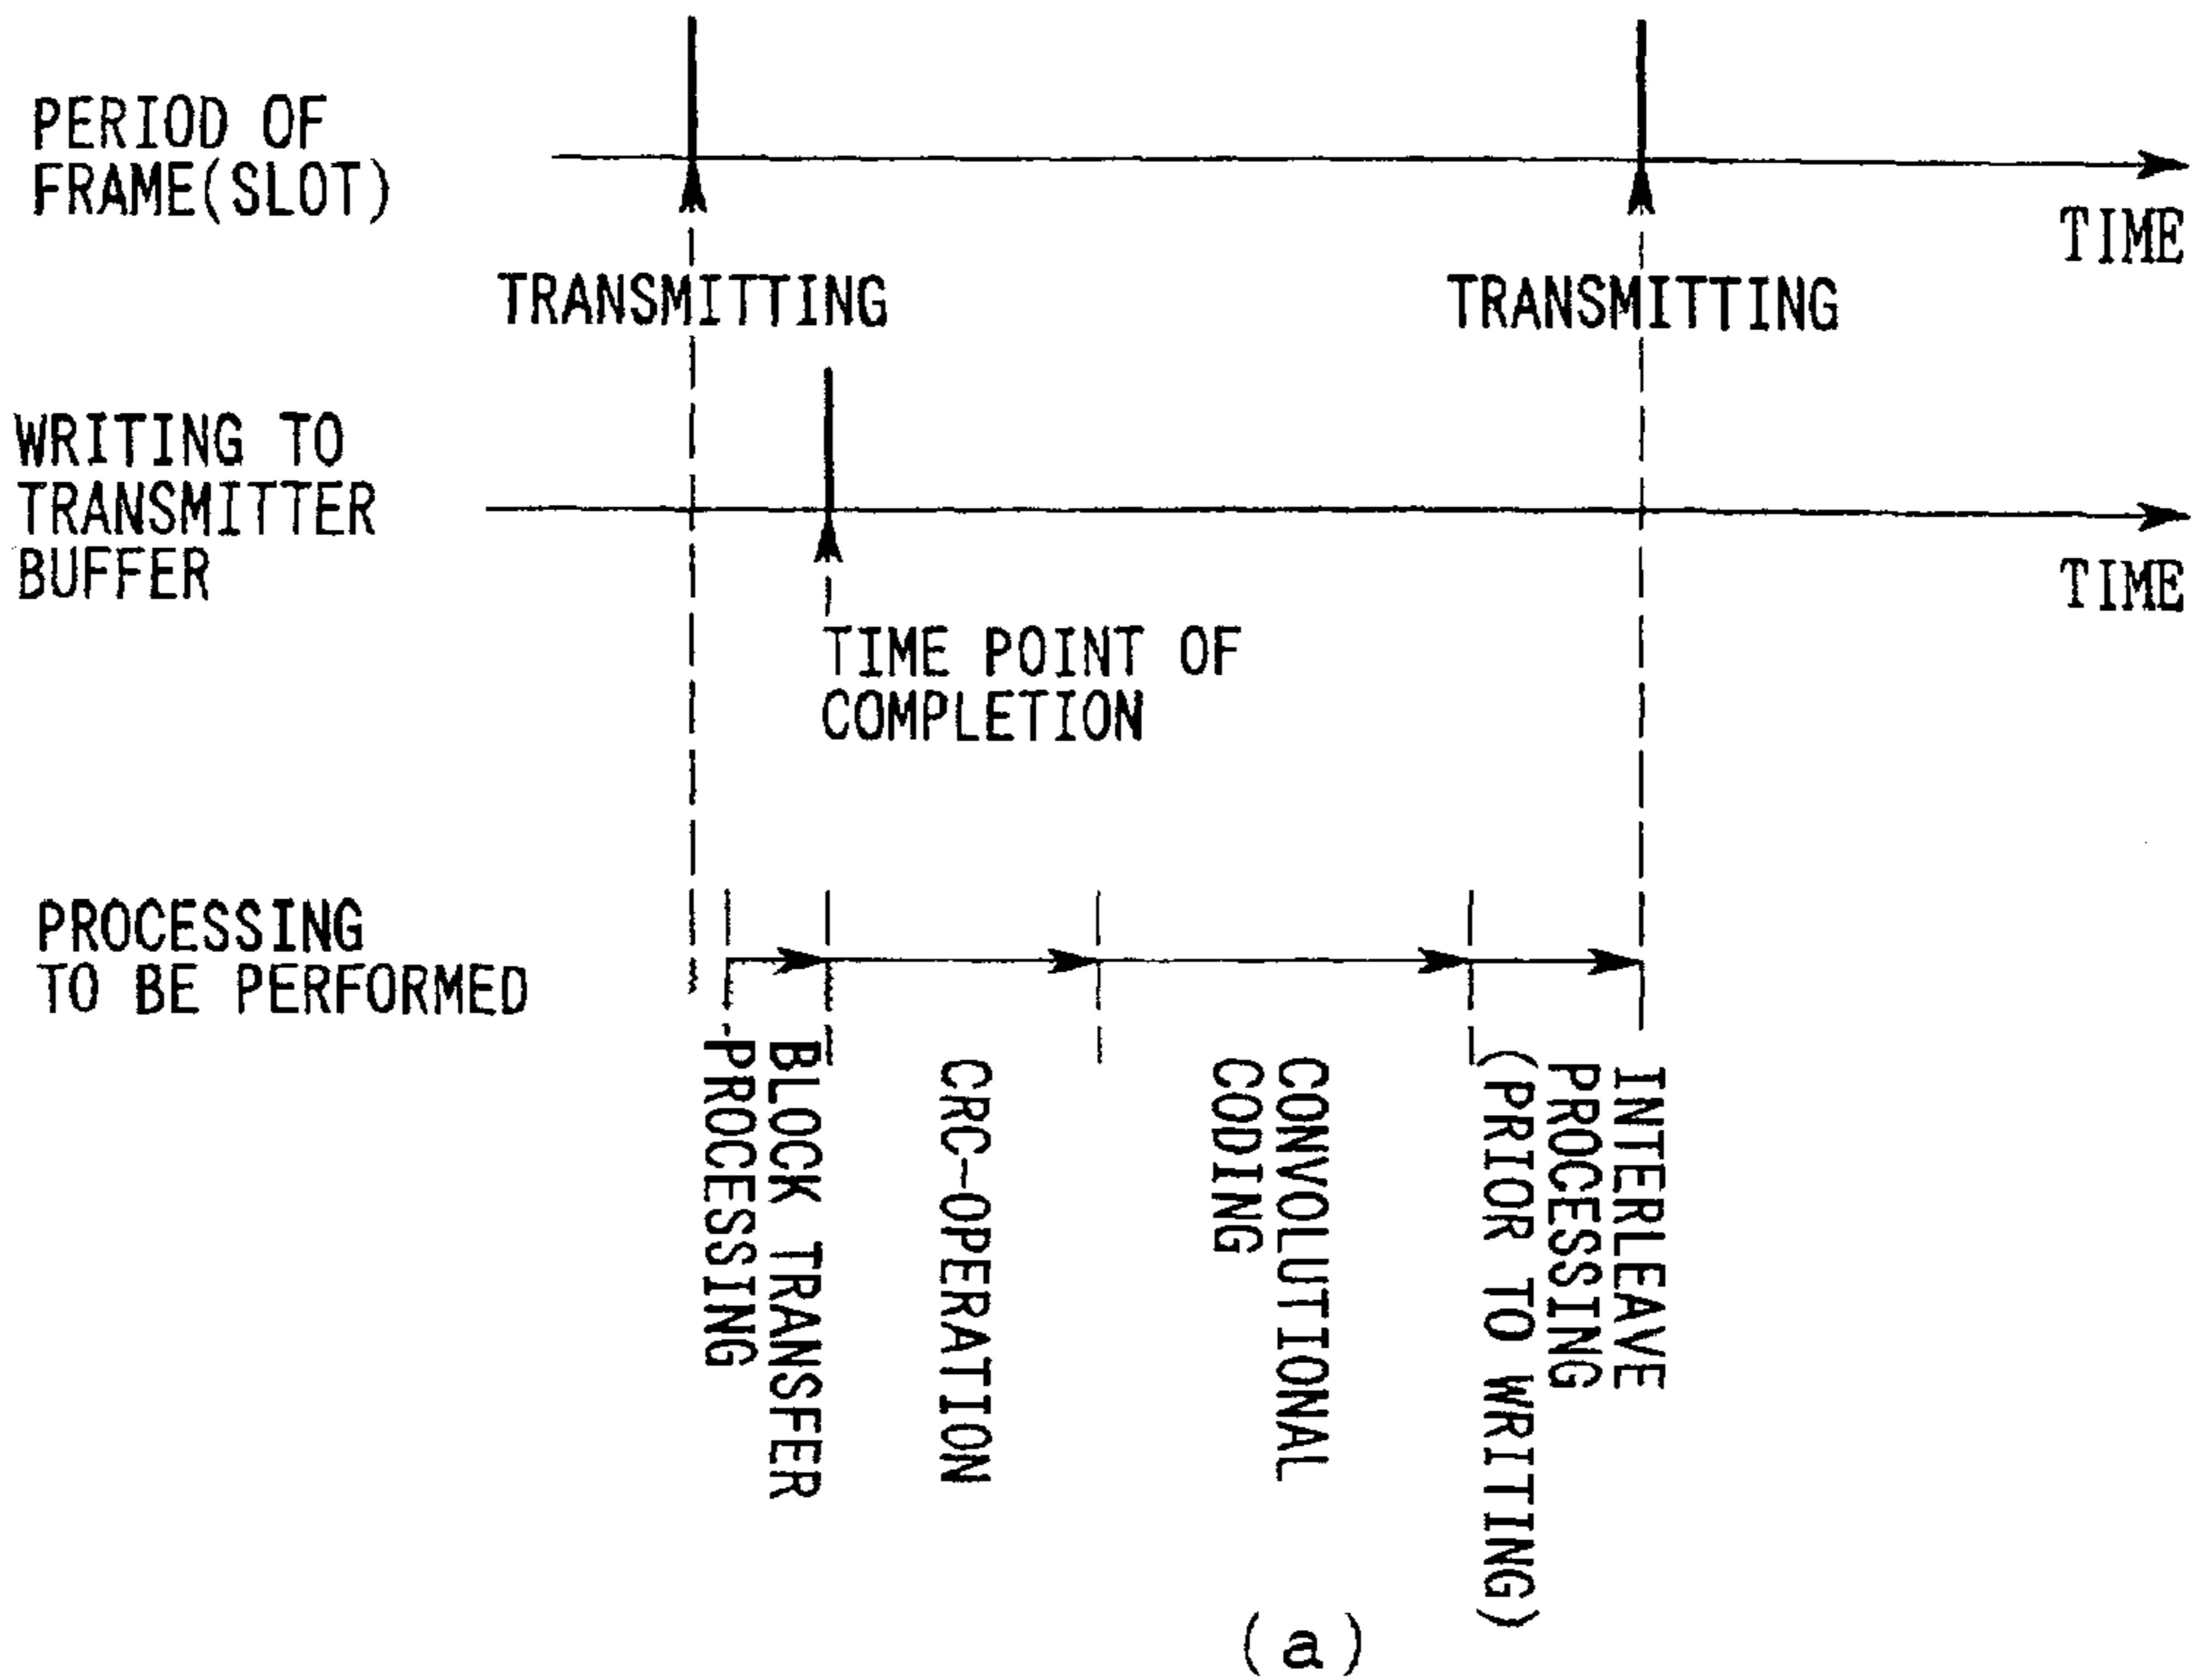 PERIOD OF
FRAME(SLOT)
TIME
TRANSMITTING
TRANSMITTING
WRITING TO
TRANSMITTER
BUFFER
TIME
TIME POINT OF
COMPLETION
PROCESSING
TO BE PERFORMED
BLOCK TRANSFER
PROCESSING
CRC-OPERATION
CONVOLUTIONAL
CODING
INTERLEAVE
PROCESSING
(PRIOR TO WRITING)
(a)